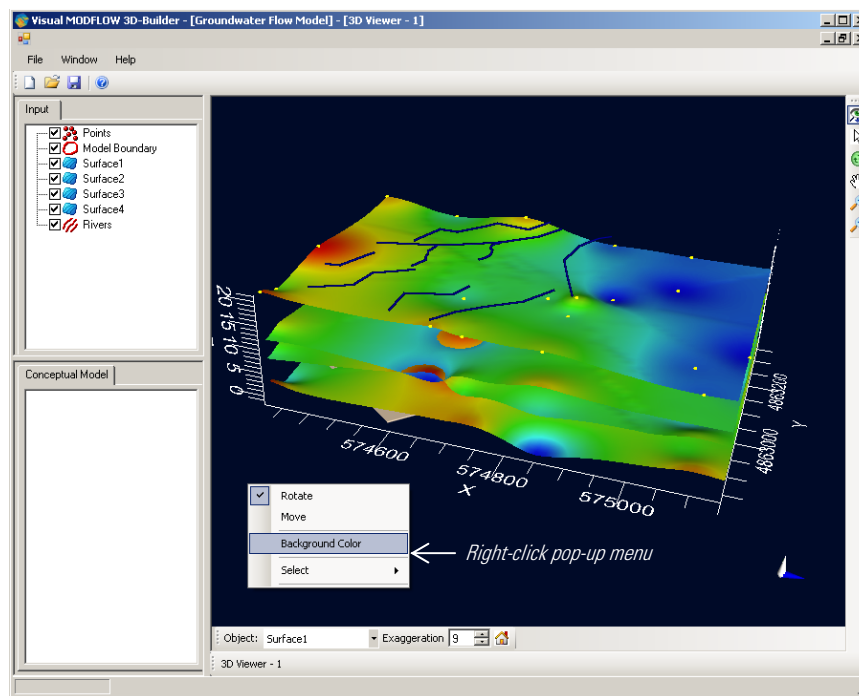 Visual MODFLOW 3D-Builder - [Groundwater Flow Model] - [3D Viewer - 1]
File Window Help
Input
Points
Model Boundary
Surface1
Surface2
Surface3
Surface4
Rivers
Conceptual Model
20
15
10
5
0
574600
574800
575000
X
4863000
4863200
Y
Rotate
Move
Background Color
Select
Right-click pop-up menu
Object: Surface1 Exaggeration 9
3D Viewer - 1